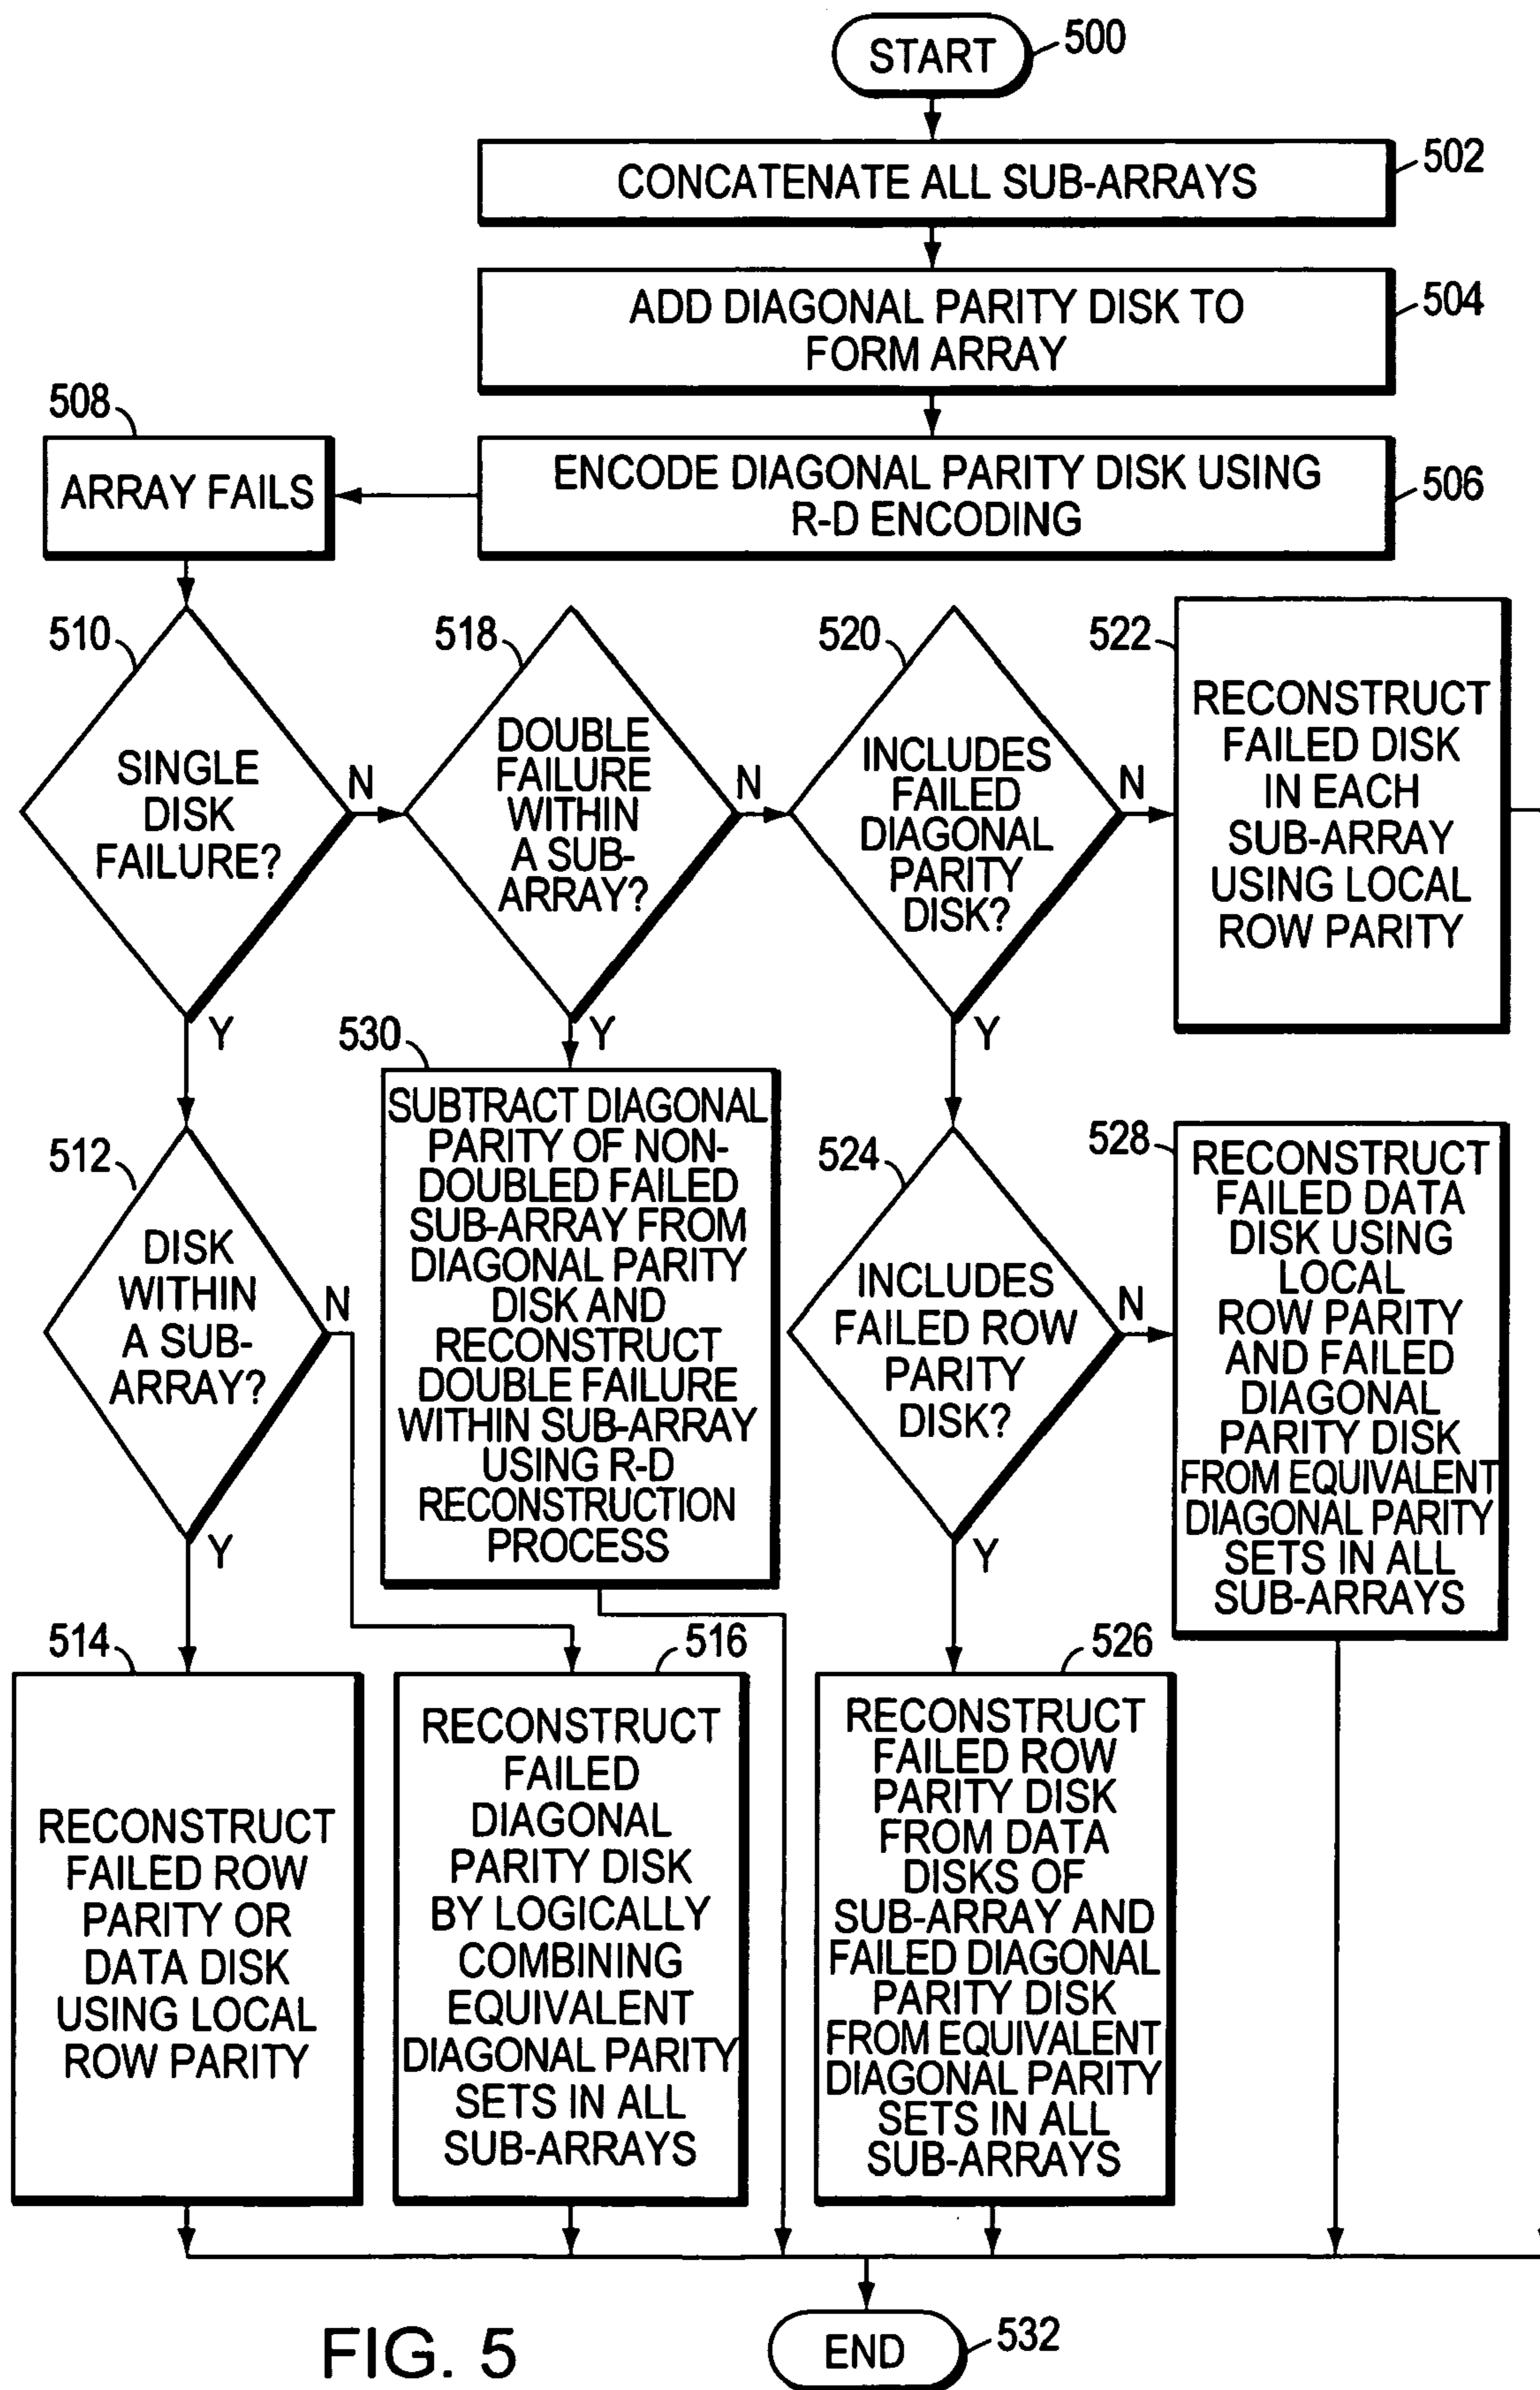 START
500
CONCATENATE ALL SUB-ARRAYS
502
ADD DIAGONAL PARITY DISK TO
FORM ARRAY
504
508
ARRAY FAILS
ENCODE DIAGONAL PARITY DISK USING
R-D ENCODING
506
510
SINGLE
DISK
FAILURE?
N
Y
518
DOUBLE
FAILURE
WITHIN
A SUB-
ARRAY?
N
Y
520
INCLUDES
FAILED
DIAGONAL
PARITY
DISK?
N
Y
522
RECONSTRUCT
FAILED DISK
IN EACH
SUB-ARRAY
USING LOCAL
ROW PARITY
512
DISK
WITHIN
A SUB-
ARRAY?
N
Y
530
SUBTRACT DIAGONAL
PARITY OF NON-
DOUBLED FAILED
SUB-ARRAY FROM
DIAGONAL PARITY
DISK AND
RECONSTRUCT
DOUBLE FAILURE
WITHIN SUB-ARRAY
USING R-D
RECONSTRUCTION
PROCESS
524
INCLUDES
FAILED ROW
PARITY
DISK?
N
Y
528
RECONSTRUCT
FAILED DATA
DISK USING
LOCAL
ROW PARITY
AND FAILED
DIAGONAL
PARITY DISK
FROM EQUIVALENT
DIAGONAL PARITY
SETS IN ALL
SUB-ARRAYS
514
RECONSTRUCT
FAILED ROW
PARITY OR
DATA DISK
USING LOCAL
ROW PARITY
516
RECONSTRUCT
FAILED
DIAGONAL
PARITY DISK
BY LOGICALLY
COMBINING
EQUIVALENT
DIAGONAL PARITY
SETS IN ALL
SUB-ARRAYS
526
RECONSTRUCT
FAILED ROW
PARITY DISK
FROM DATA
DISKS OF
SUB-ARRAY AND
FAILED DIAGONAL
PARITY DISK
FROM EQUIVALENT
DIAGONAL PARITY
SETS IN ALL
SUB-ARRAYS
END
532
FIG. 5